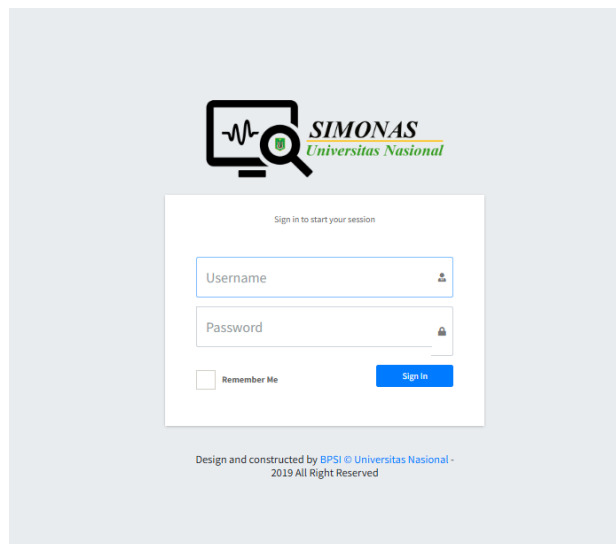 SIMONAS
Universitas Nasional
Sign in to start your session
Username
Password
Remember Me
Sign In
Design and constructed by BPSI © Universitas Nasional -
2019 All Right Reserved